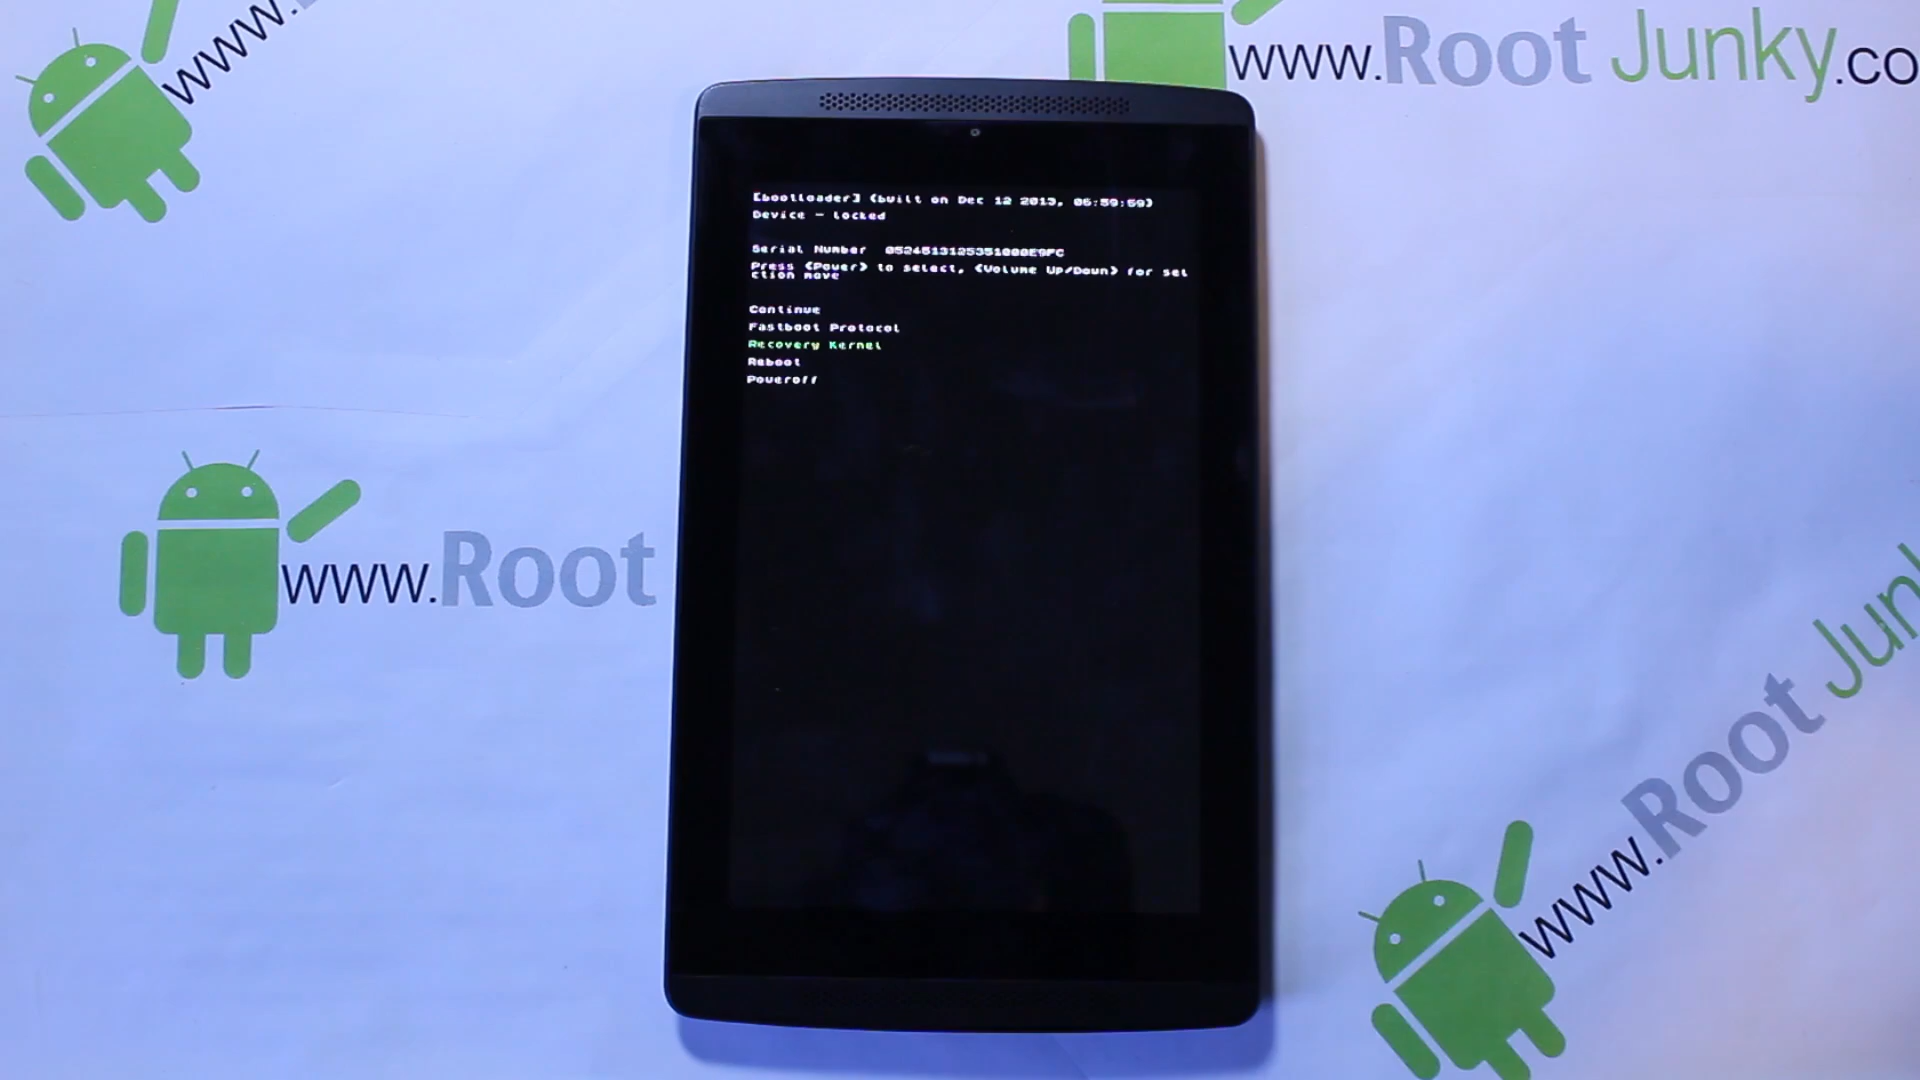 www.
www.Root Junky.co
[bootloader] (built on Dec 12 2013, 06:59:59)
Device - locked
Serial Number 0524513125351000E9FC
Press <Power> to select, <Volume Up/Down> for sel
ction move
Continue
Fastboot Protocol
Recovery Kernel
Reboot
Poweroff
www.Root
www.Root Junk